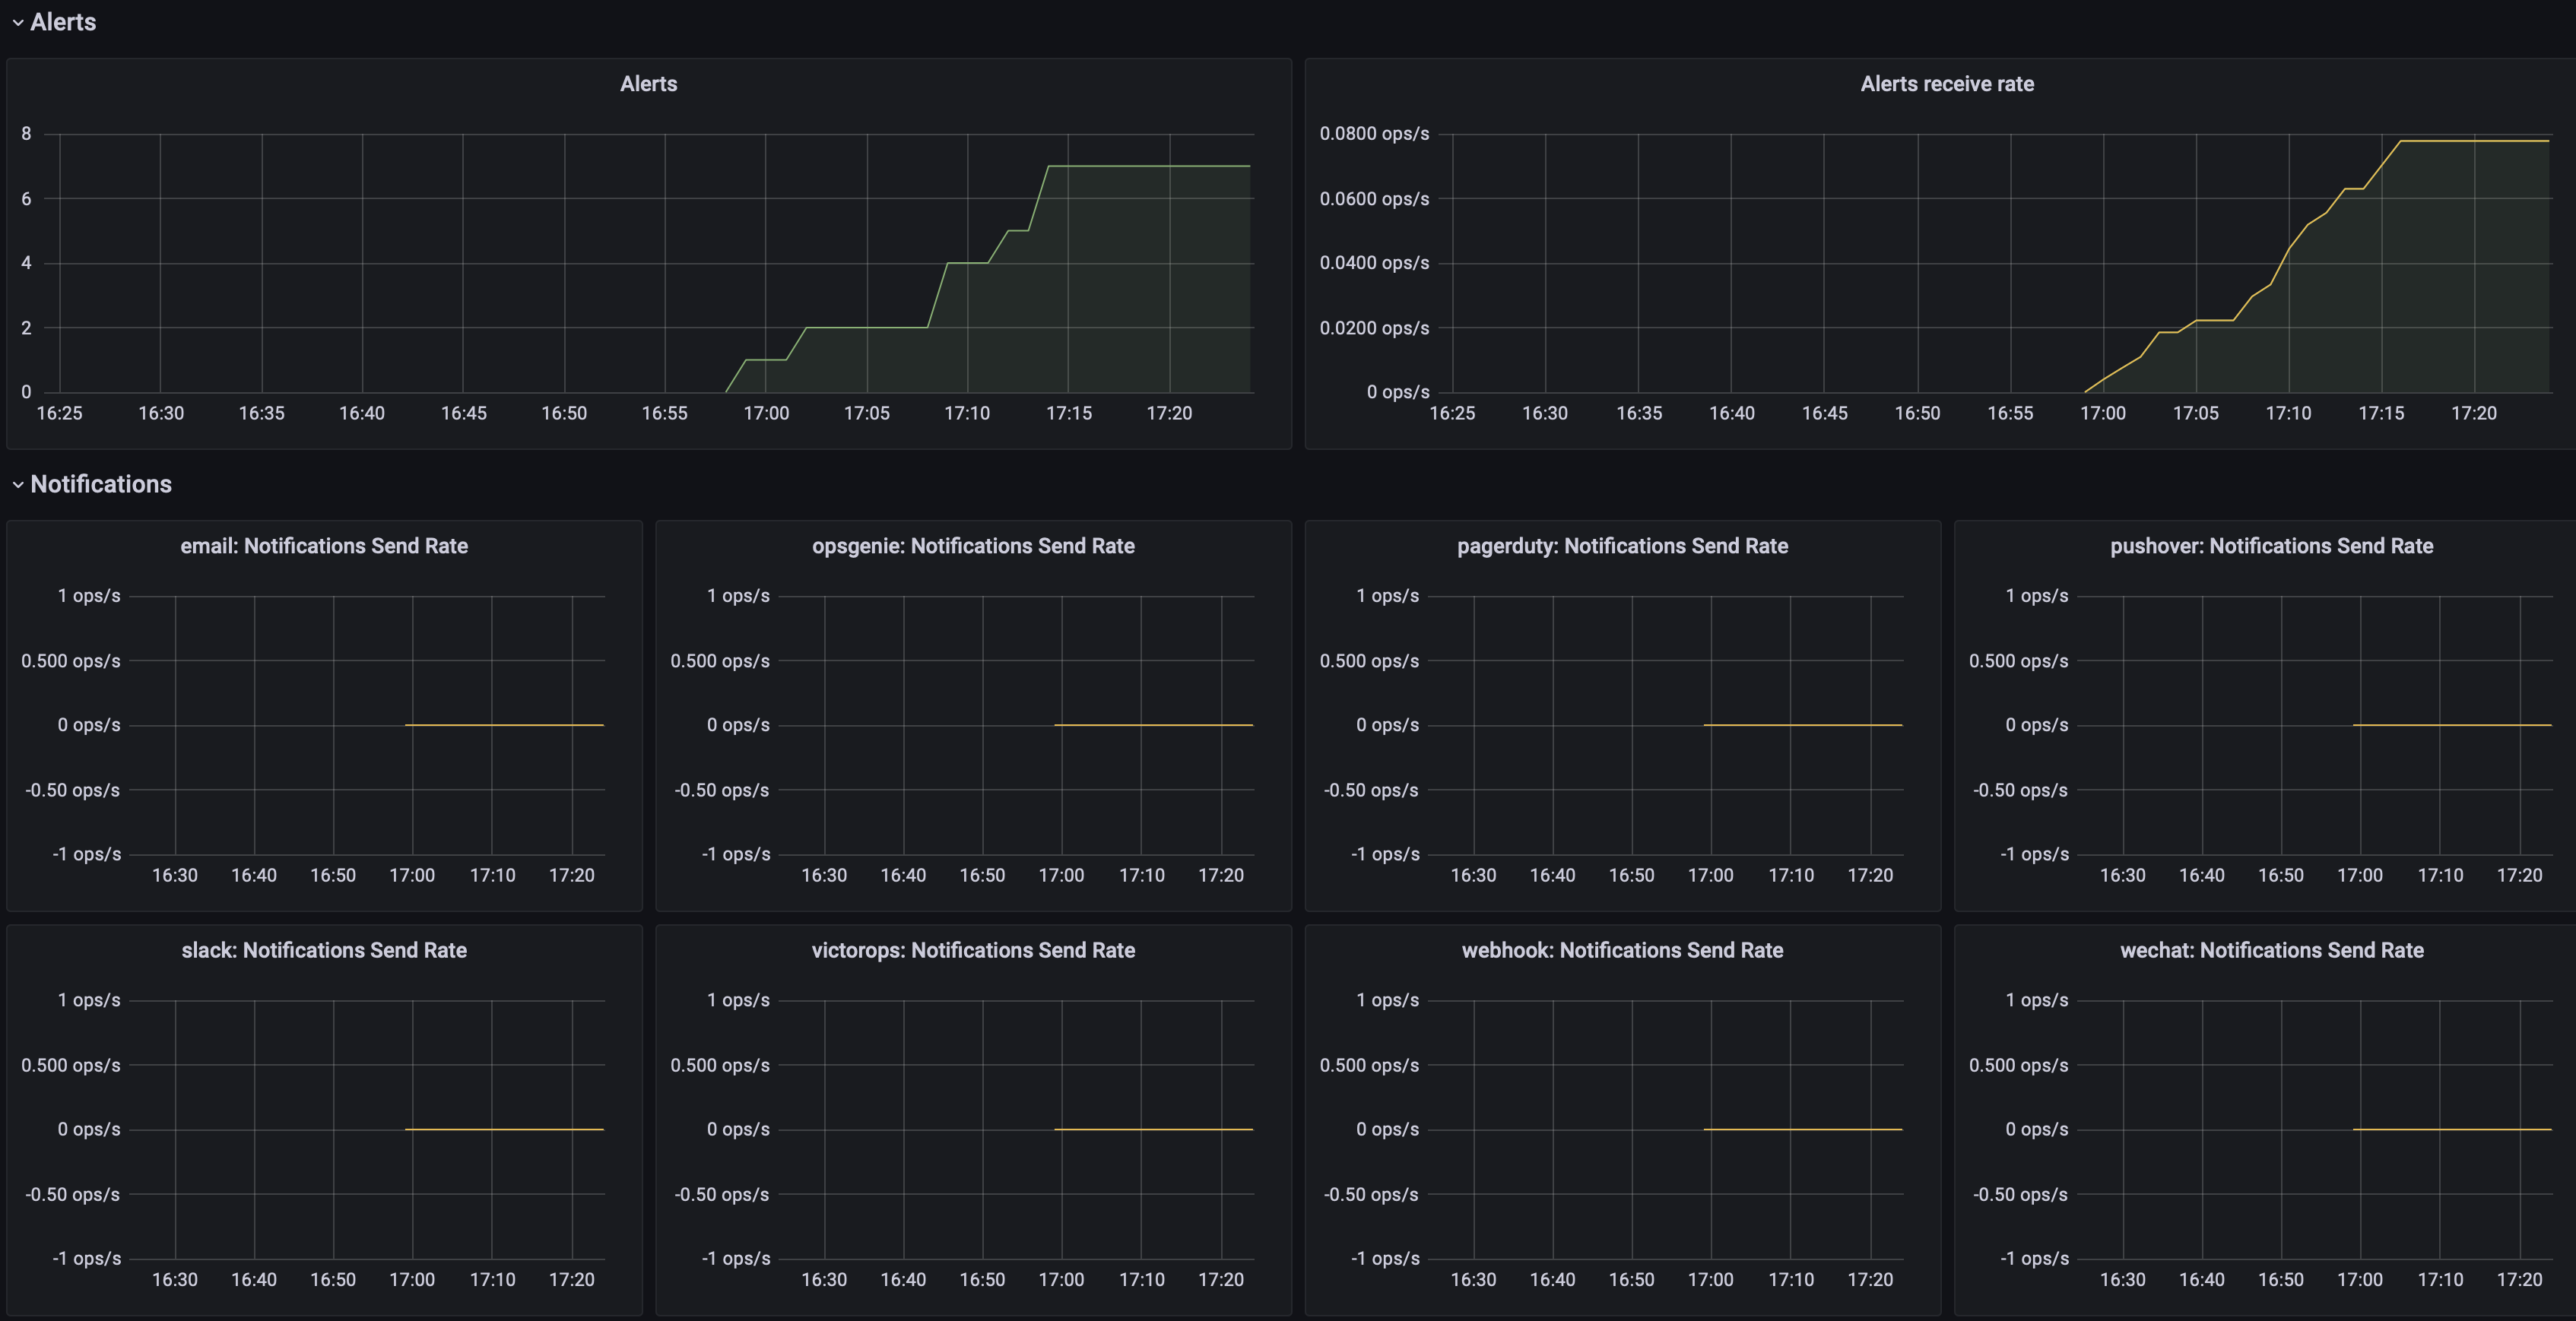 Alerts
Alerts
8
6
4
2
0
16:25 16:30 16:35 16:40 16:45 16:50 16:55 17:00 17:05 17:10 17:15 17:20
Alerts receive rate
0.0800 ops/s
0.0600 ops/s
0.0400 ops/s
0.0200 ops/s
0 ops/s
16:25 16:30 16:35 16:40 16:45 16:50 16:55 17:00 17:05 17:10 17:15 17:20
Notifications
email: Notifications Send Rate
1 ops/s
0.500 ops/s
0 ops/s
-0.50 ops/s
-1 ops/s
16:30 16:40 16:50 17:00 17:10 17:20
opsgenie: Notifications Send Rate
1 ops/s
0.500 ops/s
0 ops/s
-0.50 ops/s
-1 ops/s
16:30 16:40 16:50 17:00 17:10 17:20
pagerduty: Notifications Send Rate
1 ops/s
0.500 ops/s
0 ops/s
-0.50 ops/s
-1 ops/s
16:30 16:40 16:50 17:00 17:10 17:20
pushover: Notifications Send Rate
1 ops/s
0.500 ops/s
0 ops/s
-0.50 ops/s
-1 ops/s
16:30 16:40 16:50 17:00 17:10 17:20
slack: Notifications Send Rate
1 ops/s
0.500 ops/s
0 ops/s
-0.50 ops/s
-1 ops/s
16:30 16:40 16:50 17:00 17:10 17:20
victorops: Notifications Send Rate
1 ops/s
0.500 ops/s
0 ops/s
-0.50 ops/s
-1 ops/s
16:30 16:40 16:50 17:00 17:10 17:20
webhook: Notifications Send Rate
1 ops/s
0.500 ops/s
0 ops/s
-0.50 ops/s
-1 ops/s
16:30 16:40 16:50 17:00 17:10 17:20
wechat: Notifications Send Rate
1 ops/s
0.500 ops/s
0 ops/s
-0.50 ops/s
-1 ops/s
16:30 16:40 16:50 17:00 17:10 17:20